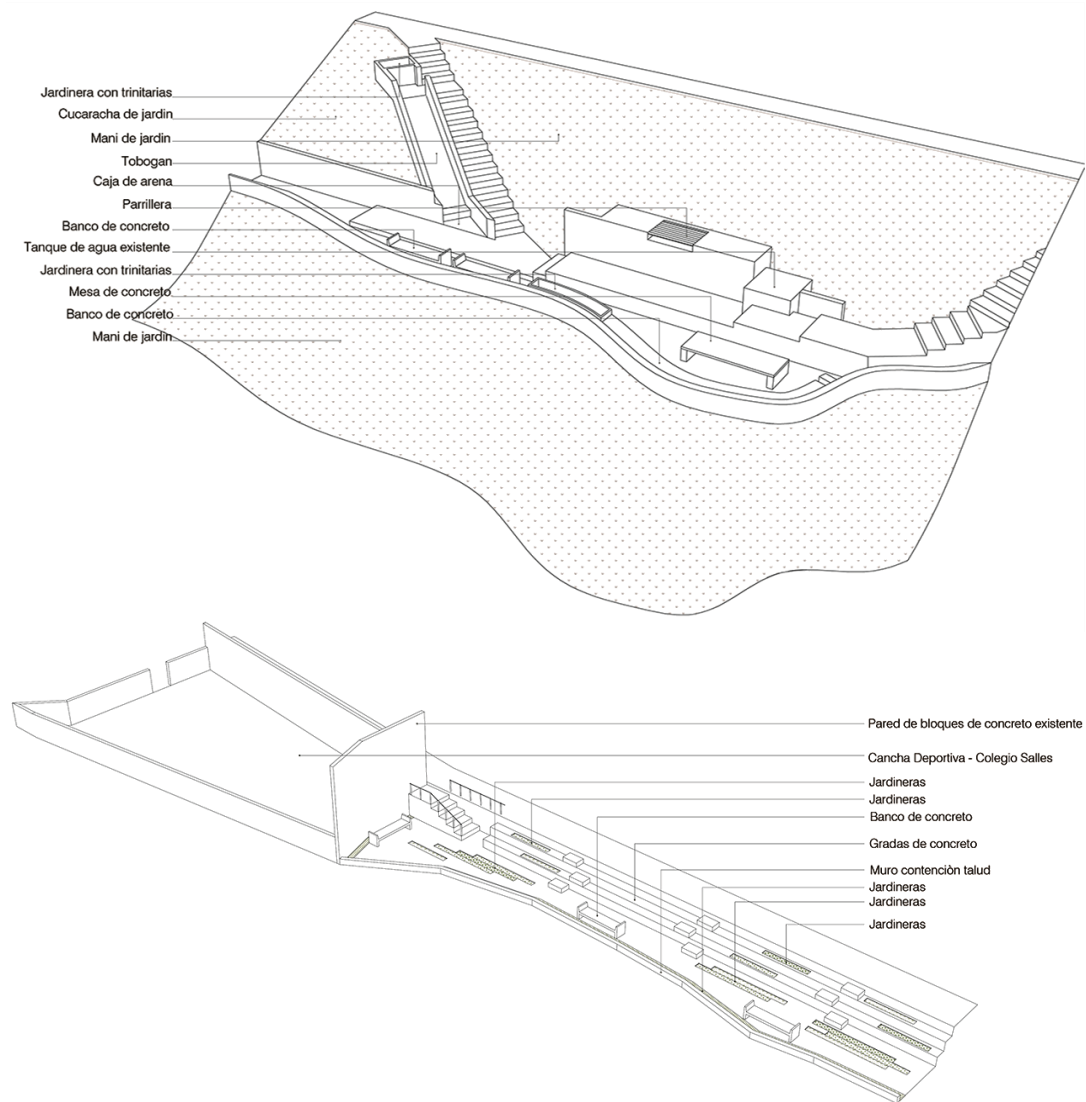 Jardinera con trinitarias
Cucaracha de jardin
Mani de jardin
Tobogan
Caja de arena
Parrillera
Banco de concreto
Tanque de agua existente
Jardinera con trinitarias
Mesa de concreto
Banco de concreto
Mani de jardin
Pared de bloques de concreto existente
Cancha Deportiva - Colegio Salles
Jardineras
Jardineras
Banco de concreto
Gradas de concreto
Muro contenciòn talud
Jardineras
Jardineras
Jardineras